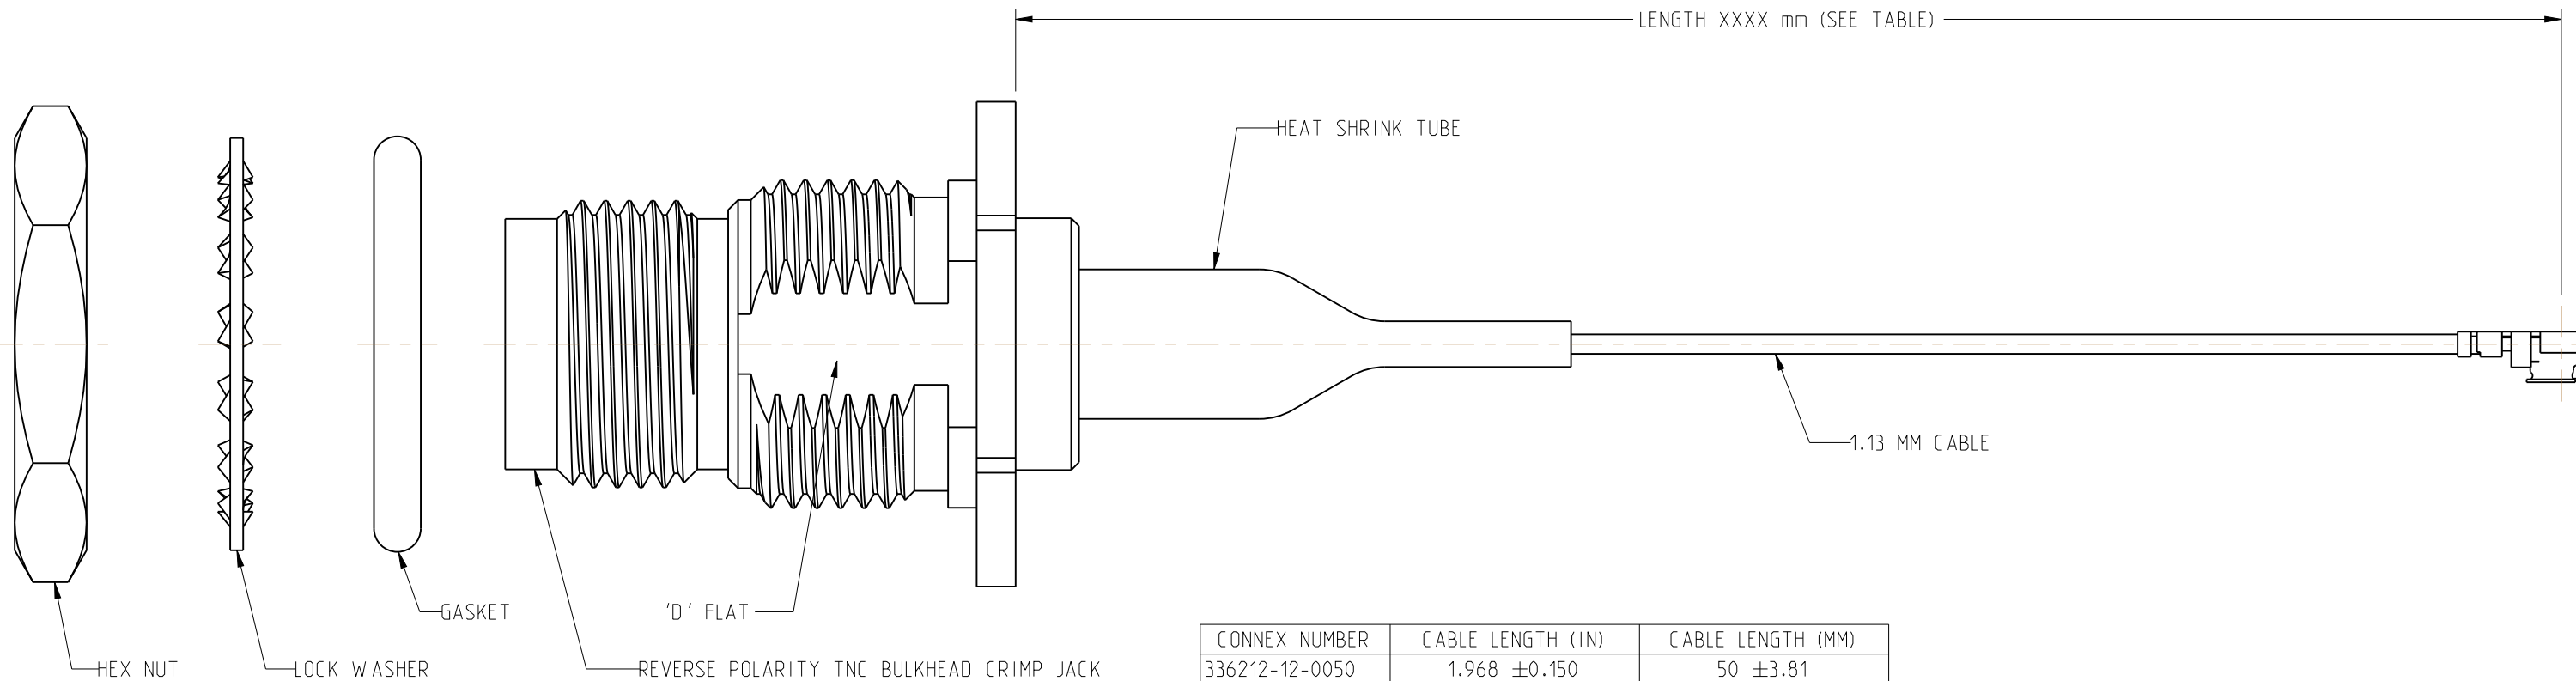 LENGTH XXXX mm (SEE TABLE)
HEAT SHRINK TUBE
1.13 MM CABLE
GASKET
'D' FLAT
HEX NUT
LOCK WASHER
REVERSE POLARITY TNC BULKHEAD CRIMP JACK
CONNEX NUMBER CABLE LENGTH (IN) CABLE LENGTH (MM)
336212-12-0050 1.968 ±0.150 50 ±3.81